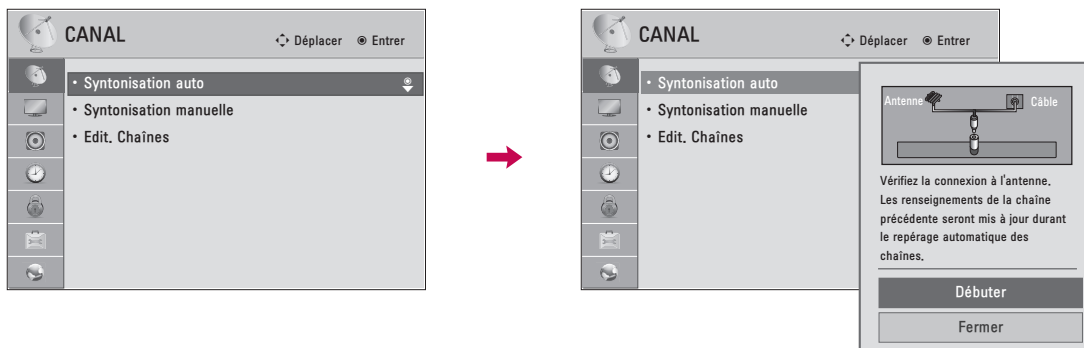 CANAL
Déplacer Entrer
• Syntonisation auto
• Syntonisation manuelle
• Edit. Chaînes
CANAL
Déplacer Entrer
• Syntonisation auto
• Syntonisation manuelle
• Edit. Chaînes
Antenne Câble
Vérifiez la connexion à l'antenne.
Les renseignements de la chaîne
précédente seront mis à jour durant
le repérage automatique des
chaînes.
Débuter
Fermer